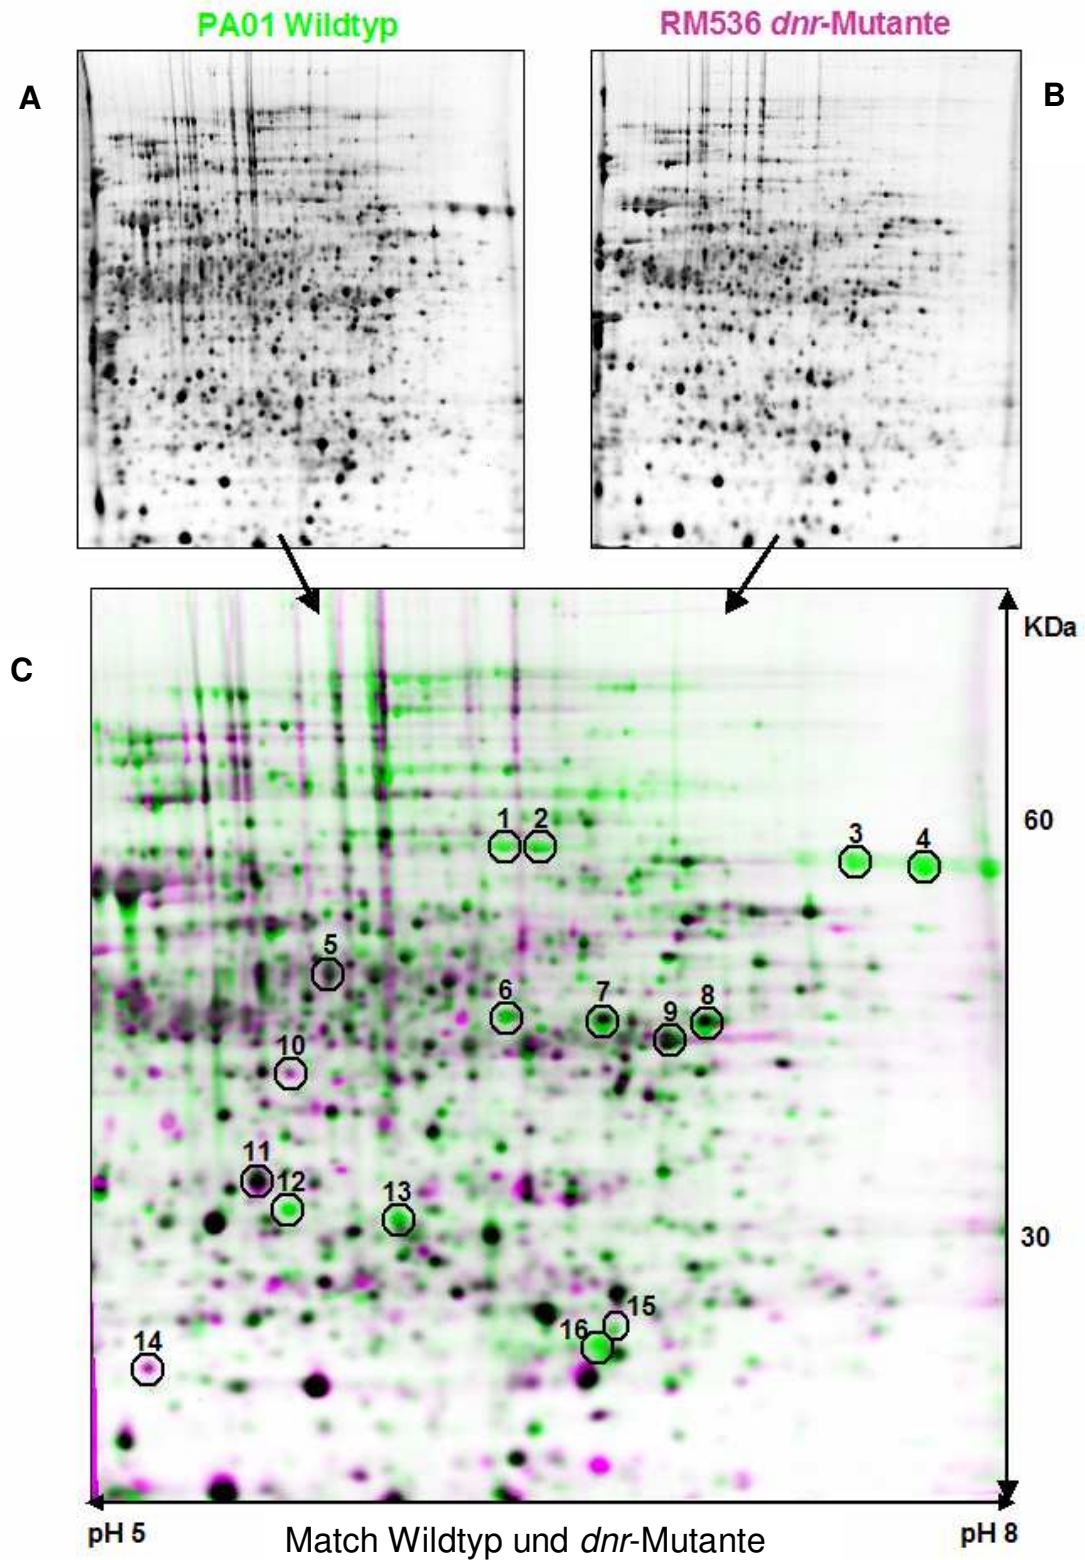 PA01 Wildtyp
RM536 dnr-Mutante
A
B
C
KDa
60
30
1
2
3
4
5
6
7
8
9
10
11
12
13
14
15
16
pH 5
pH 8
Match Wildtyp und dnr-Mutante